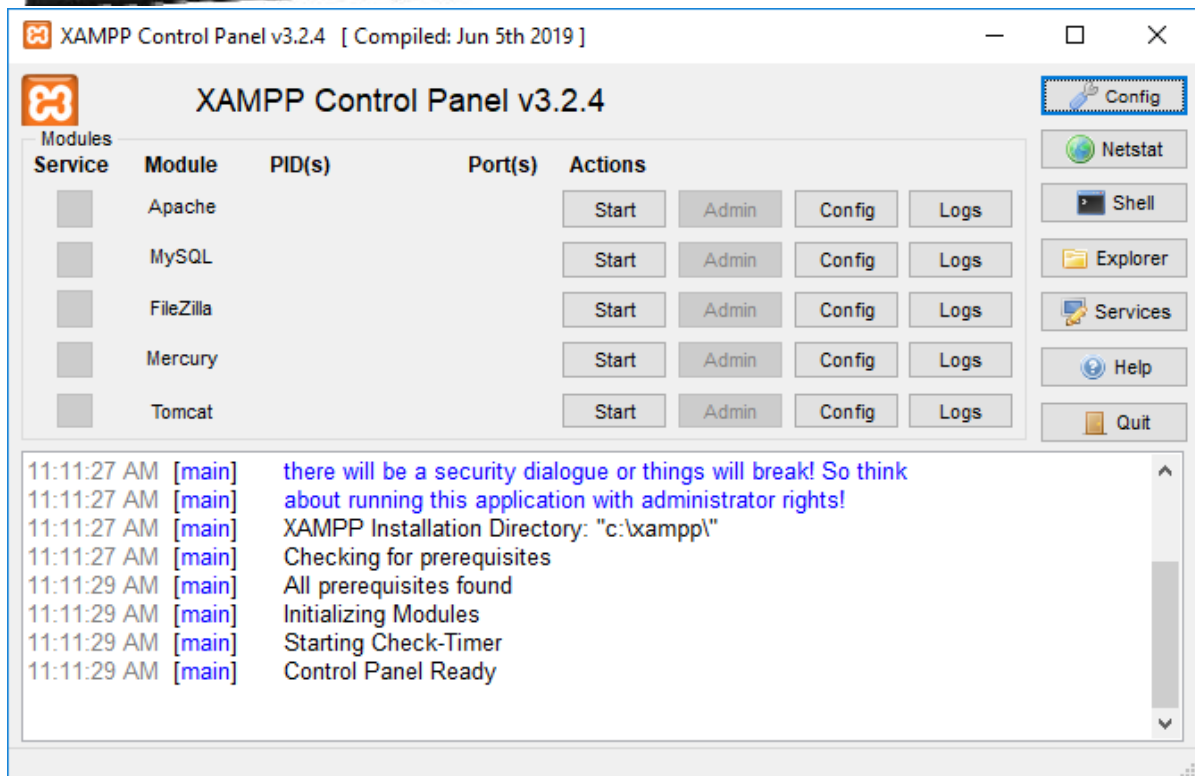 XAMPP Control Panel v3.2.4 [ Compiled: Jun 5th 2019 ]
XAMPP Control Panel v3.2.4
Config
Modules
Netstat
Service Module PID(s) Port(s) Actions
Shell
Apache Start Admin Config Logs
MySQL Start Admin Config Logs
Explorer
FileZilla Start Admin Config Logs
Services
Mercury Start Admin Config Logs
Help
Tomcat Start Admin Config Logs
Quit
11:11:27 AM [main] there will be a security dialogue or things will break! So think
11:11:27 AM [main] about running this application with administrator rights!
11:11:27 AM [main] XAMPP Installation Directory: "c:\xampp\"
11:11:27 AM [main] Checking for prerequisites
11:11:29 AM [main] All prerequisites found
11:11:29 AM [main] Initializing Modules
11:11:29 AM [main] Starting Check-Timer
11:11:29 AM [main] Control Panel Ready